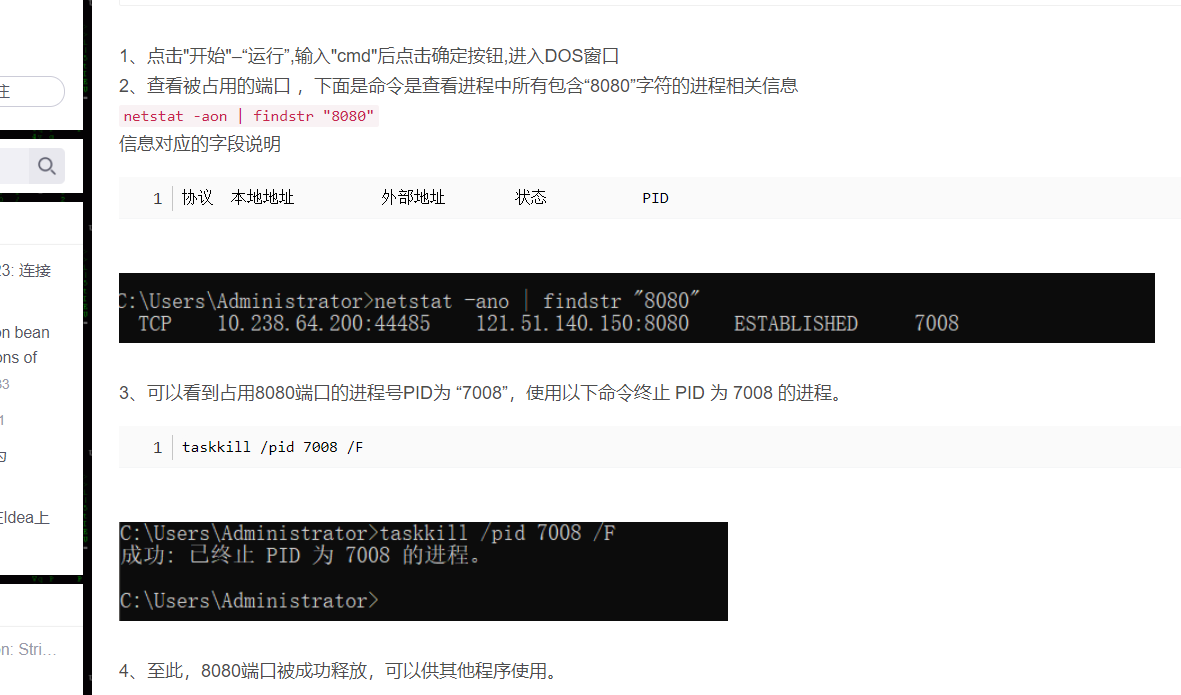 1、点击"开始"–“运行”,输入"cmd"后点击确定按钮,进入DOS窗口
2、查看被占用的端口 ，下面是命令是查看进程中所有包含“8080”字符的进程相关信息
netstat -aon | findstr "8080"
信息对应的字段说明
1 协议 本地地址 外部地址 状态 PID
C:\Users\Administrator>netstat -ano | findstr "8080"
TCP 10.238.64.200:44485 121.51.140.150:8080 ESTABLISHED 7008
3、可以看到占用8080端口的进程号PID为 “7008”，使用以下命令终止 PID 为 7008 的进程。
1 taskkill /pid 7008 /F
C:\Users\Administrator>taskkill /pid 7008 /F
成功: 已终止 PID 为 7008 的进程。
C:\Users\Administrator>
4、至此，8080端口被成功释放，可以供其他程序使用。
注
23: 连接
on bean
ons of
33
1
Eldea上
on: Stri...